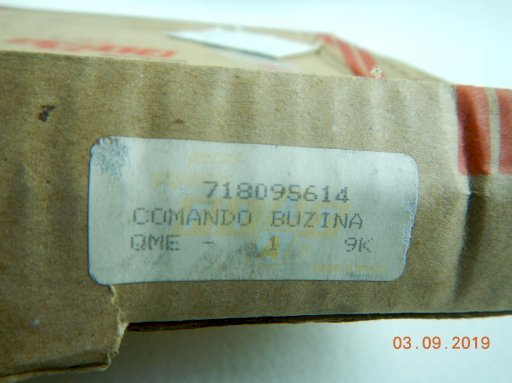 718095614
COMANDO BUZINA
QME - 1 9K
03.09.2019